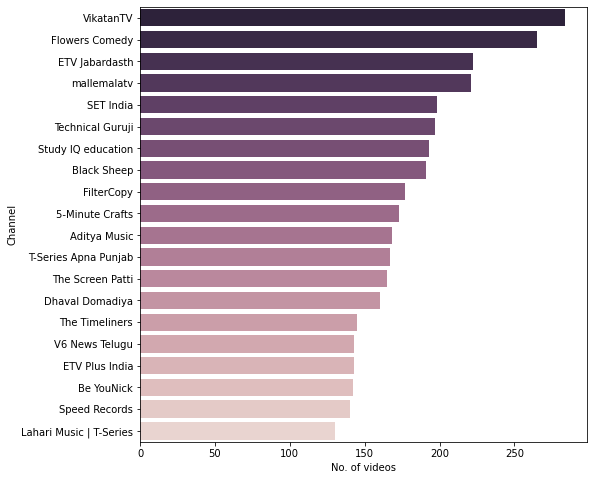 VikatanTV
Flowers Comedy
ETV Jabardasth
mallemalatv
SET India
Technical Guruji
Study IQ education
Black Sheep
FilterCopy
5-Minute Crafts
Aditya Music
T-Series Apna Punjab
The Screen Patti
Dhaval Domadiya
The Timeliners
V6 News Telugu
ETV Plus India
Be YouNick
Speed Records
Lahari Music | T-Series
Channel
0 50 100 150 200 250
No. of videos